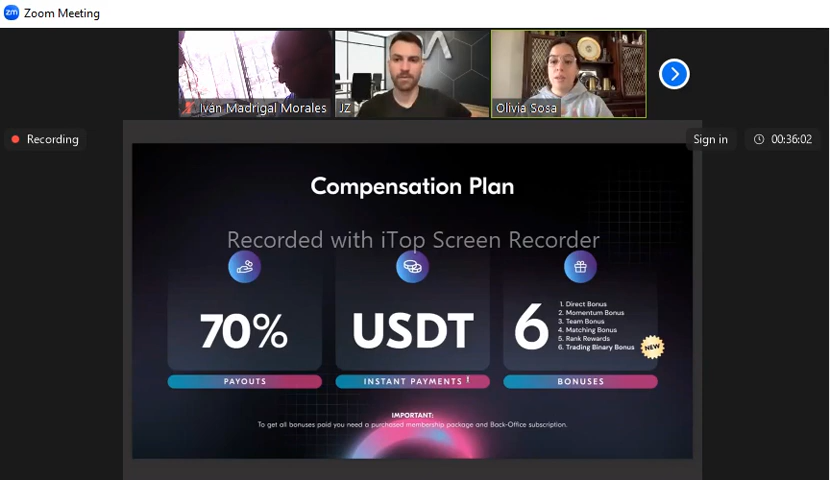 zm Zoom Meeting
Iván Madrigal Morales
JZ
Olivia Sosa
Recording
Sign in
00:36:02
Compensation Plan
Recorded with iTop Screen Recorder
70%
PAYOUTS
USDT
INSTANT PAYMENTS
6
1. Direct Bonus
2. Momentum Bonus
3. Team Bonus
4. Matching Bonus
5. Rank Rewards
6. Trading Binary Bonus
NEW
BONUSES
IMPORTANT:
To get all bonuses paid you need a purchased membership package and Back-Office subscription.